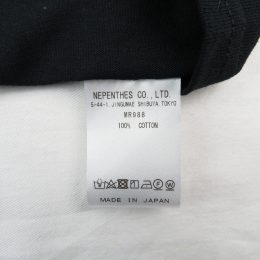 NEPENTHES CO., LTD.
5-44-1, JINGUMAE SHIBUYA TOKYO
MR988
100% COTTON
MADE IN JAPAN